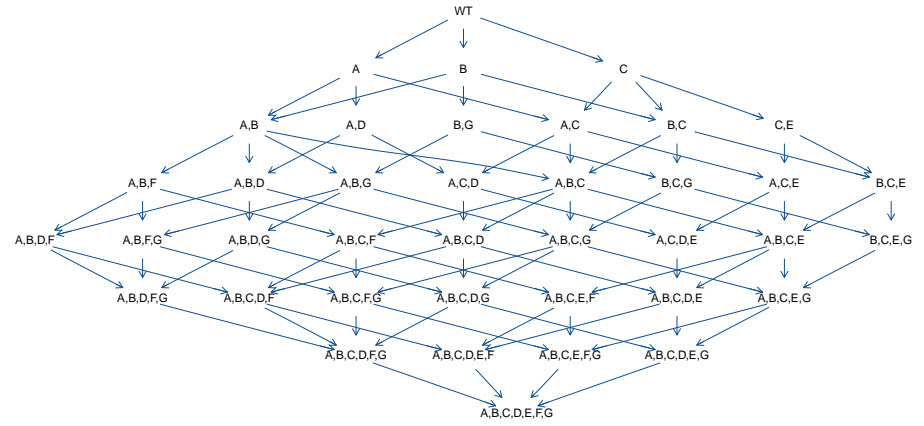 WT
A B C
A,B A,D B,G A,C B,C C,E
A,B,F A,B,D A,B,G A,C,D A,B,C B,C,G A,C,E B,C,E
A,B,D,F A,B,F,G A,B,D,G A,B,C,F A,B,C,D A,B,C,G A,C,D,E A,B,C,E B,C,E,G
A,B,D,F,G A,B,C,D,F A,B,C,F,G A,B,C,D,G A,B,C,E,F A,B,C,D,E A,B,C,E,G
A,B,C,D,F,G A,B,C,D,E,F A,B,C,E,F,G A,B,C,D,E,G
A,B,C,D,E,F,G